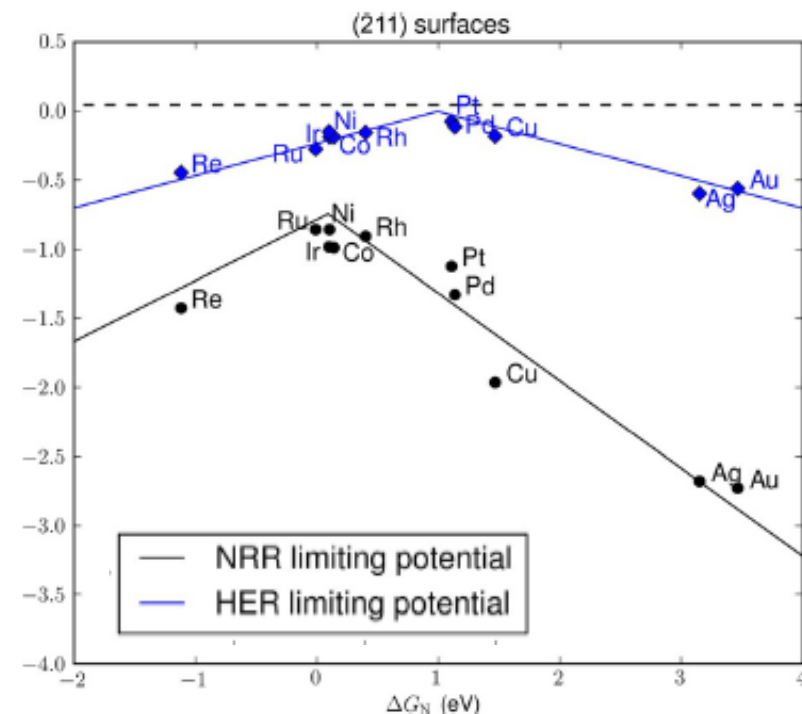 (211) surfaces
0.5
0.0
−0.5
−1.0
−1.5
−2.0
−2.5
−3.0
−3.5
−4.0
Re
Ru
Ir
Ni
Co
Rh
Pt
Pd
Cu
Ag
Au
Re
Ru
Ni
Ir
Co
Rh
Pt
Pd
Cu
Ag
Au
NRR limiting potential
HER limiting potential
−2 −1 0 1 2 3 4
ΔG_N (eV)